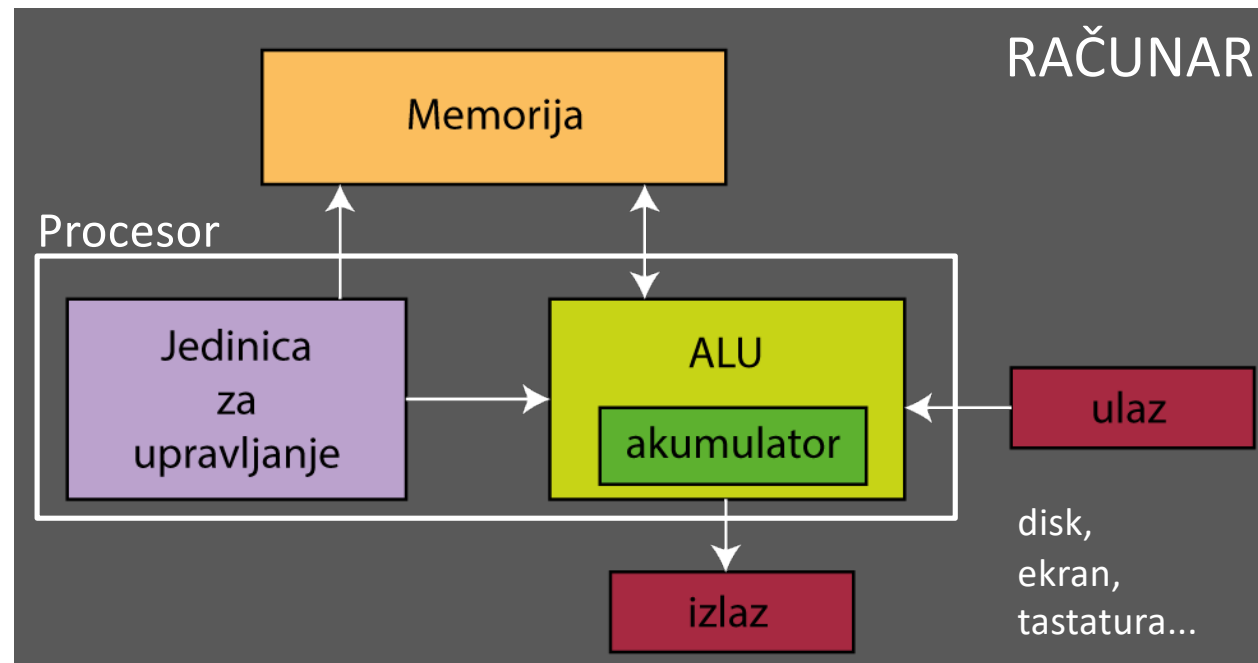 RAČUNAR
Memorija
Procesor
Jedinica
za
upravljanje
ALU
akumulator
ulaz
izlaz
disk,
ekran,
tastatura...